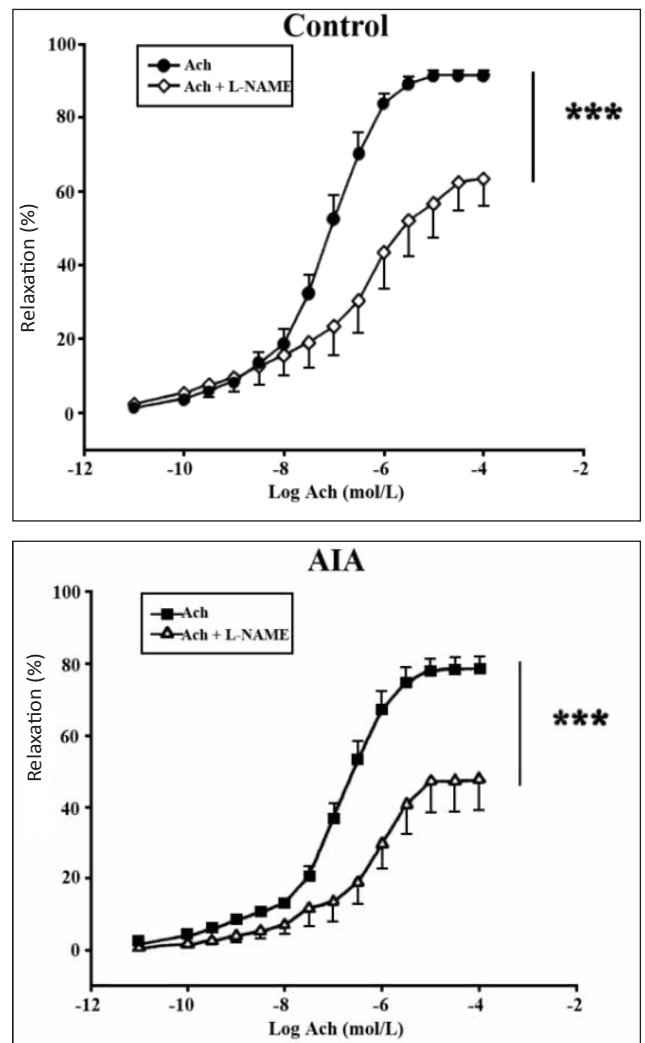 Control
100
80
60
40
20
0
Relaxation (%)
Ach
Ach + L-NAME
***
-12 -10 -8 -6 -4 -2
Log Ach (mol/L)
AIA
100
80
60
40
20
0
Relaxation (%)
Ach
Ach + L-NAME
***
-12 -10 -8 -6 -4 -2
Log Ach (mol/L)